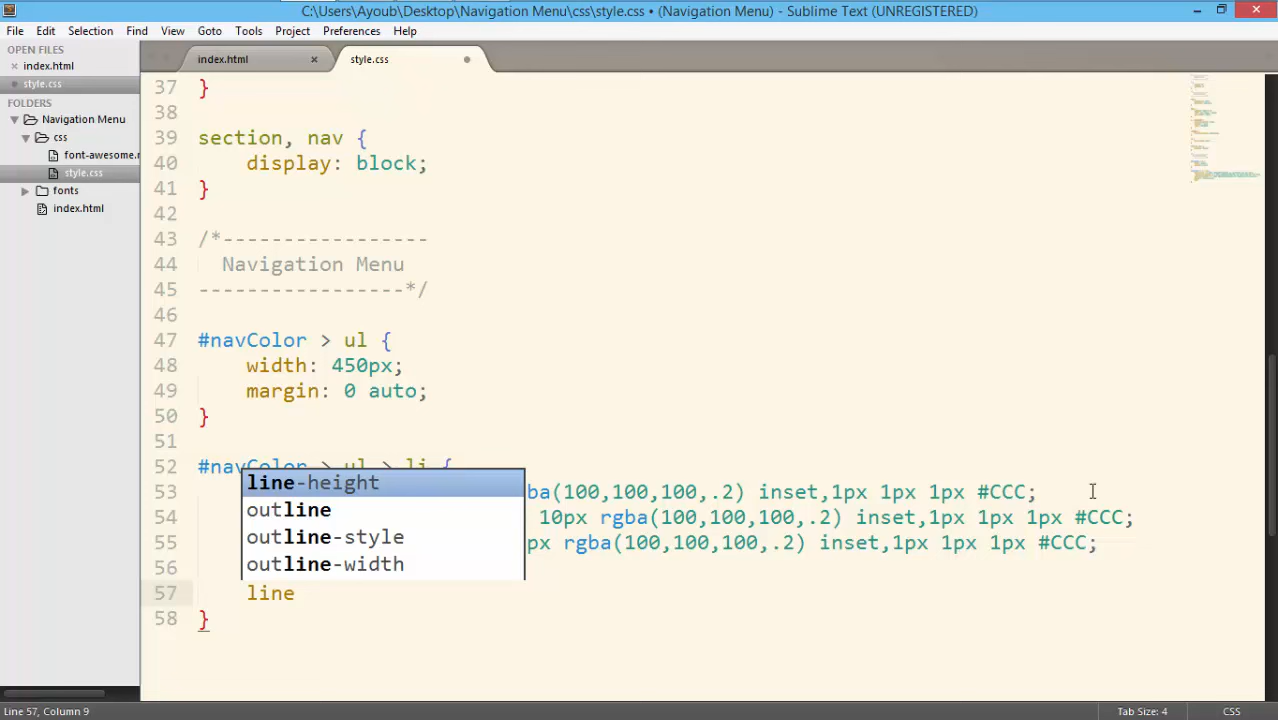 C:\Users\Ayoub\Desktop\Navigation Menu\css\style.css • (Navigation Menu) - Sublime Text (UNREGISTERED)
File Edit Selection Find View Goto Tools Project Preferences Help
OPEN FILES
index.html
style.css
FOLDERS
Navigation Menu
css
font-awesome.
style.css
fonts
index.html
index.html
style.css
37 }
38
39 section, nav {
40 display: block;
41 }
42
43 /*-----------------
44 Navigation Menu
45 -----------------*/
46
47 #navColor > ul {
48 width: 450px;
49 margin: 0 auto;
50 }
51
52 #navColor > ul > li {
53 ba(100,100,100,.2) inset,1px 1px 1px #CCC;
54 10px rgba(100,100,100,.2) inset,1px 1px 1px #CCC;
55 px rgba(100,100,100,.2) inset,1px 1px 1px #CCC;
56
57 line
58 }
line-height
outline
outline-style
outline-width
Line 57, Column 9
Tab Size: 4
CSS